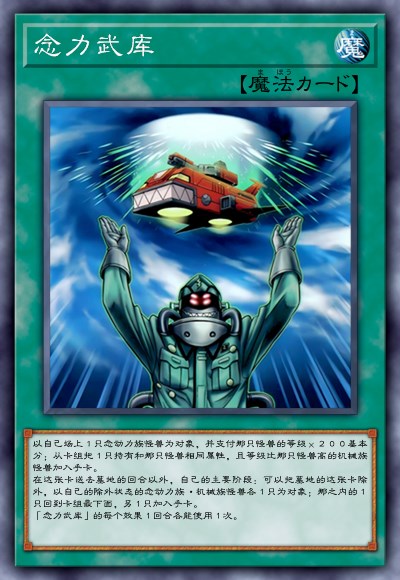 念力武库
魔
【魔法カード】
ま ほう
以自己场上１只念动力族怪兽为对象，并支付那只怪兽的等级×２００基本
分；从卡组把１只持有和那只怪兽相同属性，且等级比那只怪兽高的机械族
怪兽加入手卡。
在这张卡送去墓地的回合以外，自己的主要阶段：可以把墓地的这张卡除
外，以自己的除外状态的念动力族·机械族怪兽各１只为对象；那之内的１
只回到卡组最下面，另１只加入手卡。
「念力武库」的每个效果１回合各能使用１次。